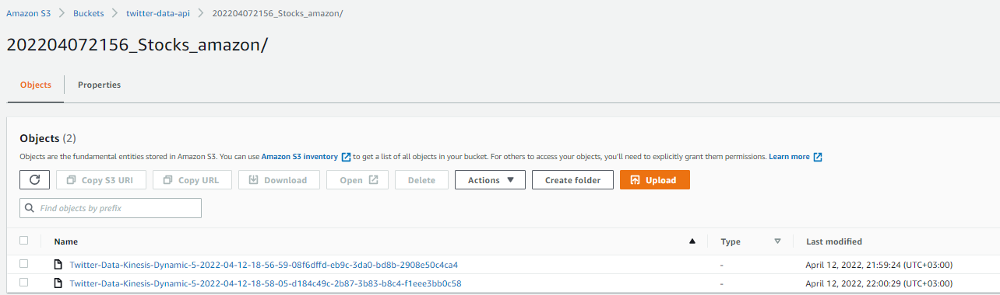 Amazon S3 > Buckets > twitter-data-api > 202204072156_Stocks_amazon/
202204072156_Stocks_amazon/
Objects Properties
Objects (2)
Objects are the fundamental entities stored in Amazon S3. You can use Amazon S3 inventory to get a list of all objects in your bucket. For others to access your objects, you'll need to explicitly grant them permissions. Learn more
Copy S3 URI Copy URL Download Open Delete Actions Create folder Upload
Find objects by prefix
Name Type Last modified
Twitter-Data-Kinesis-Dynamic-5-2022-04-12-18-56-59-08f6dffd-eb9c-3da0-bd8b-2908e50c4ca4 - April 12, 2022, 21:59:24 (UTC+03:00)
Twitter-Data-Kinesis-Dynamic-5-2022-04-12-18-58-05-d184c49c-2b87-3b83-b8c4-f1eee3bb0c58 - April 12, 2022, 22:00:29 (UTC+03:00)